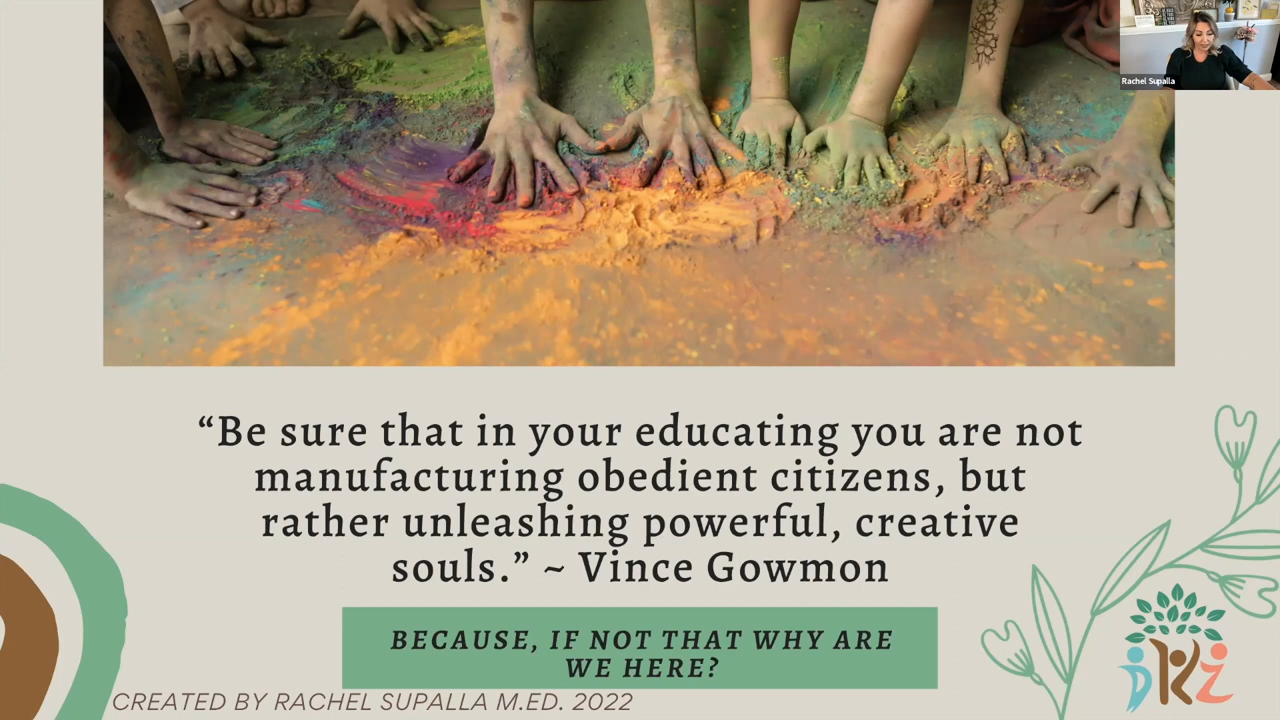 Rachel Supalla
“Be sure that in your educating you are not
manufacturing obedient citizens, but
rather unleashing powerful, creative
souls.” ~ Vince Gowmon
BECAUSE, IF NOT THAT WHY ARE
WE HERE?
CREATED BY RACHEL SUPALLA M.ED. 2022
DKI